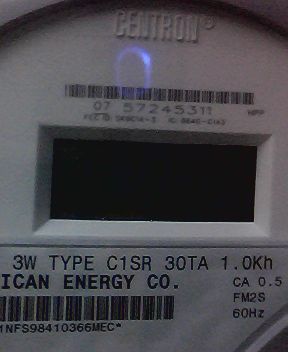 CENTRON®
07 57245311
3W TYPE C1SR 30TA 1.0Kh
ICAN ENERGY CO.
CA 0.5
FM2S
60Hz
1NFS98410366MEC*